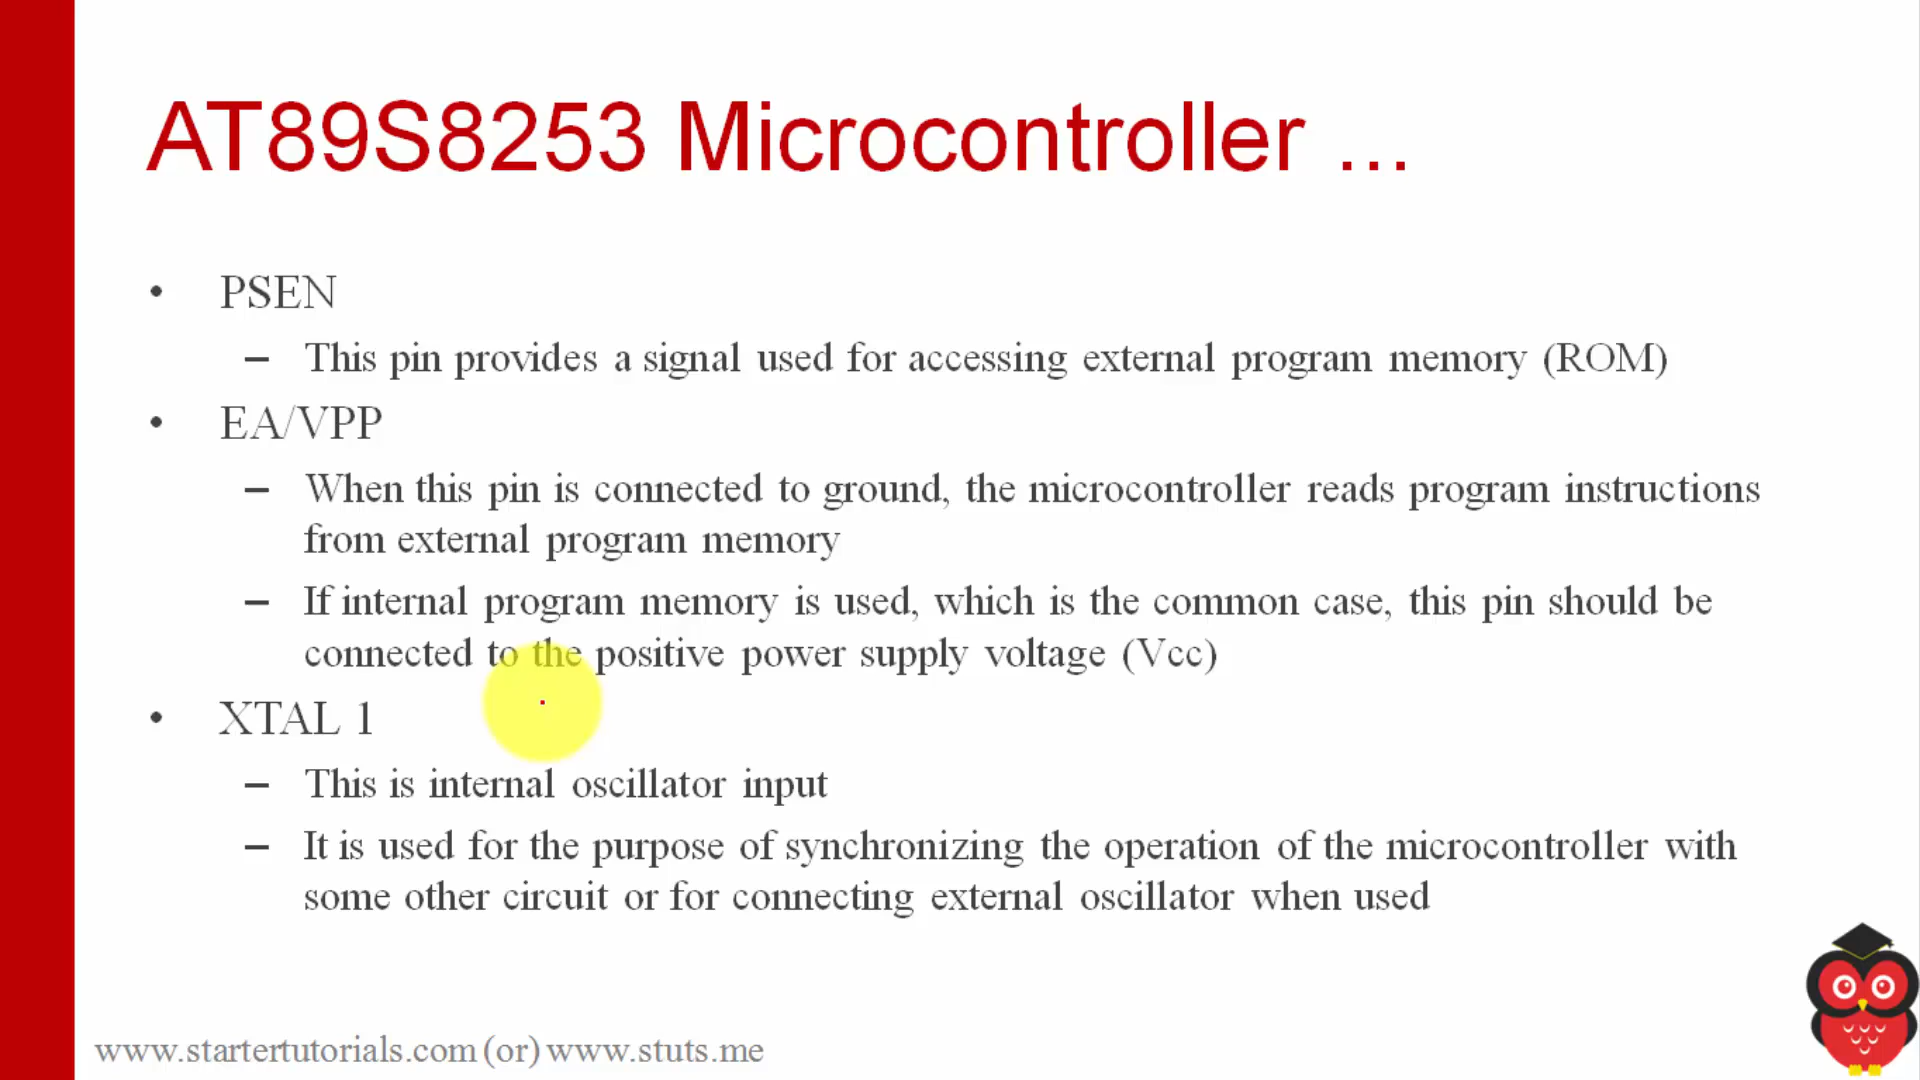 AT89S8253 Microcontroller ...
• PSEN
– This pin provides a signal used for accessing external program memory (ROM)
• EA/VPP
– When this pin is connected to ground, the microcontroller reads program instructions
from external program memory
– If internal program memory is used, which is the common case, this pin should be
connected to the positive power supply voltage (Vcc)
• XTAL 1
– This is internal oscillator input
– It is used for the purpose of synchronizing the operation of the microcontroller with
some other circuit or for connecting external oscillator when used
www.startertutorials.com (or) www.stuts.me